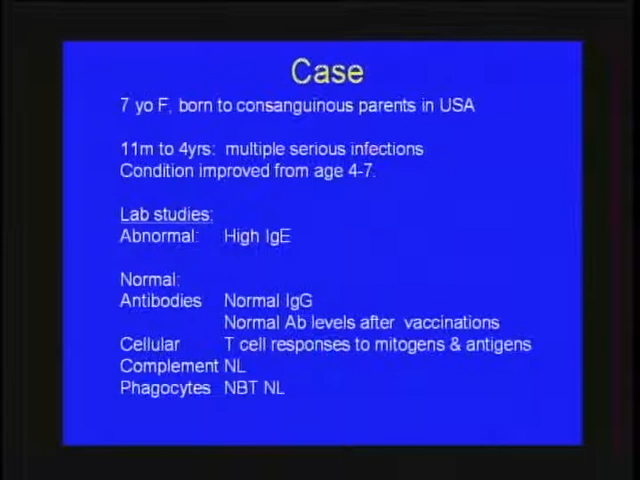 Case
7 yo F, born to consanguinous parents in USA
11m to 4yrs: multiple serious infections
Condition improved from age 4-7.
Lab studies:
Abnormal: High IgE
Normal:
Antibodies Normal IgG
Normal Ab levels after vaccinations
Cellular T cell responses to mitogens & antigens
Complement NL
Phagocytes NBT NL